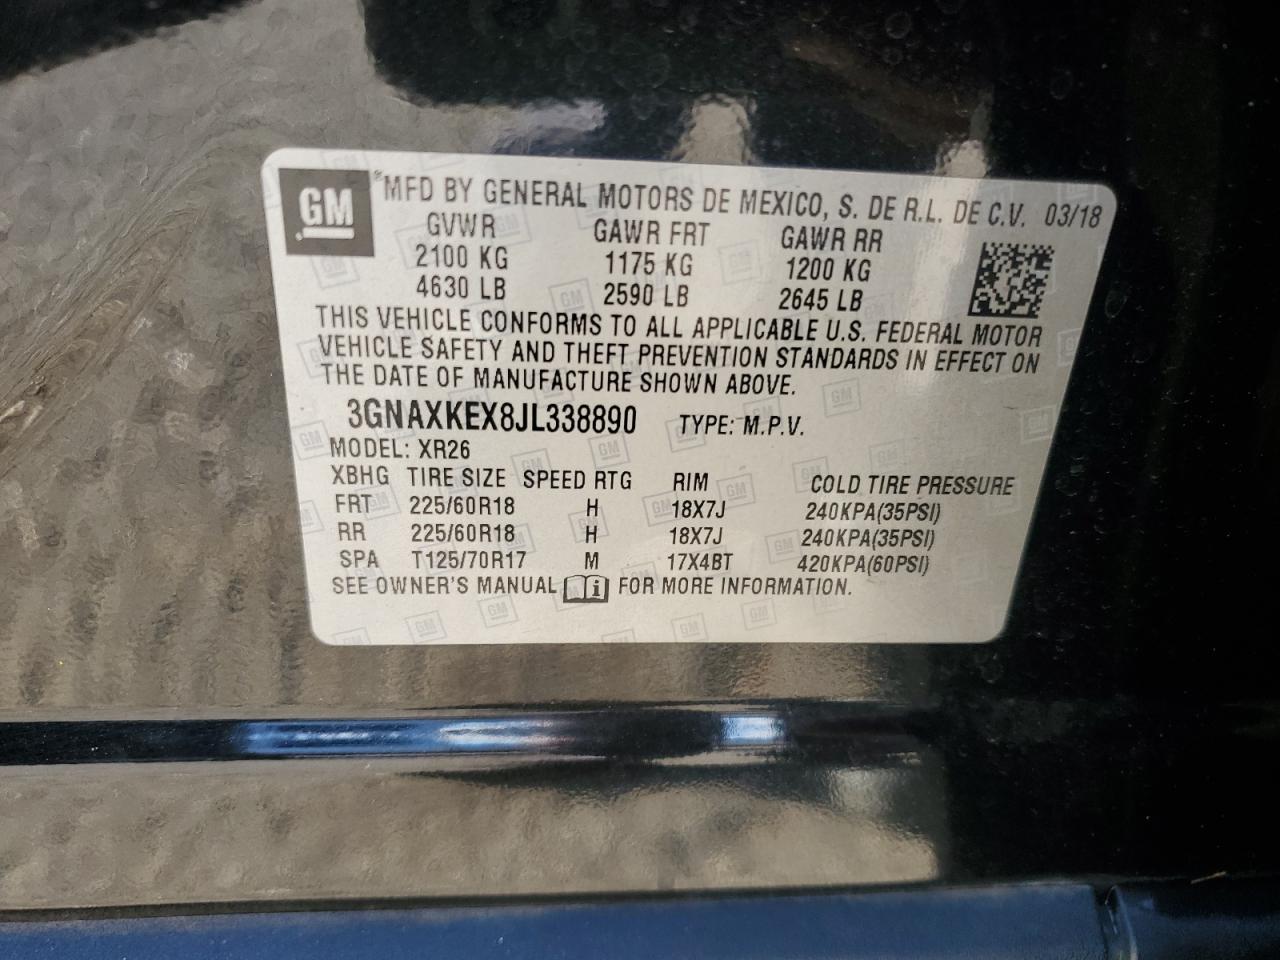 GM ®MFD BY GENERAL MOTORS DE MEXICO, S. DE R.L. DE C.V. 03/18
GVWR GAWR FRT GAWR RR
2100 KG 1175 KG 1200 KG
4630 LB 2590 LB 2645 LB
THIS VEHICLE CONFORMS TO ALL APPLICABLE U.S. FEDERAL MOTOR
VEHICLE SAFETY AND THEFT PREVENTION STANDARDS IN EFFECT ON
THE DATE OF MANUFACTURE SHOWN ABOVE.
3GNAXKEX8JL338890 TYPE: M.P.V.
MODEL: XR26
XBHG TIRE SIZE SPEED RTG RIM COLD TIRE PRESSURE
FRT 225/60R18 H 18X7J 240KPA(35PSI)
RR 225/60R18 H 18X7J 240KPA(35PSI)
SPA T125/70R17 M 17X4BT 420KPA(60PSI)
SEE OWNER'S MANUAL i FOR MORE INFORMATION.